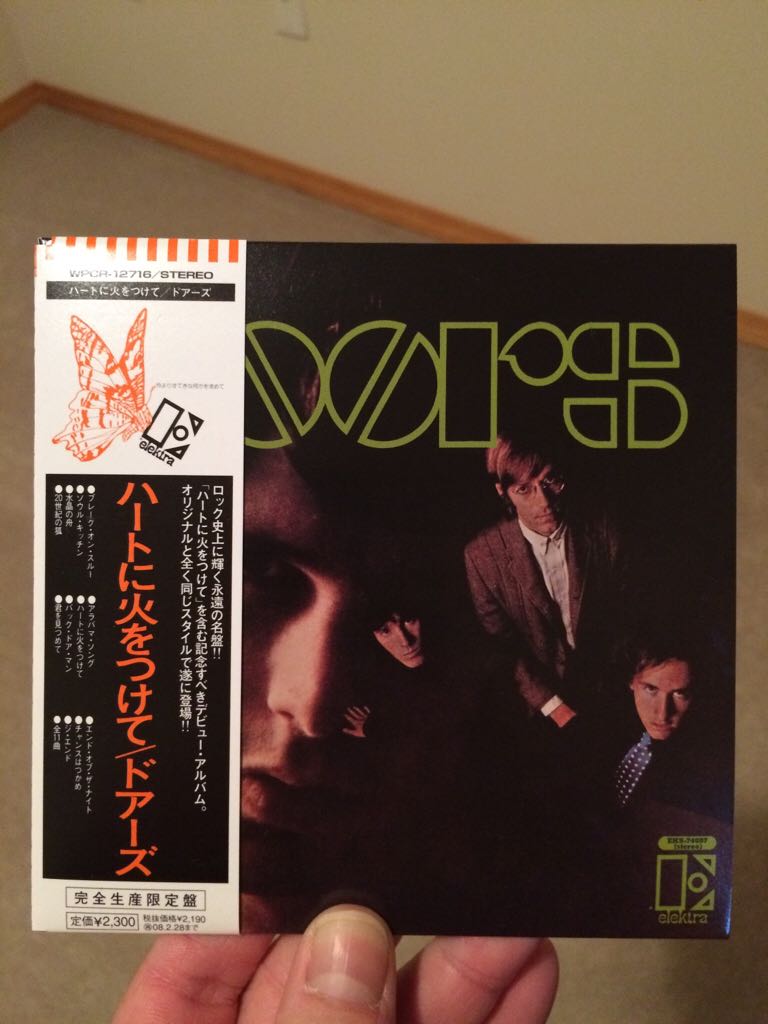 WPCR-12716/STEREO
ハートに火をつけて/ドアーズ
elektra
ハートに火をつけて/ドアーズ
ロック史上に輝く永遠の名盤!!
「ハートに火をつけて」を含む記念すべきデビュー・アルバム。
オリジナルと全く同じスタイルで遂に登場!!
●ブレーク・オン・スルー
●ソウル・キッチン
●水晶の舟
●20世紀の狐
●アラバマ・ソング
●ハートに火をつけて
●バック・ドア・マン
●君を見つめて
●エンド・オブ・ザ・ナイト
●チャンスはつかめ
●ジ・エンド
●全11曲
完全生産限定盤
定価¥2,300
税抜価格¥2,190
08.2.28まで
oors
EKS-74007
(stereo)
elektra